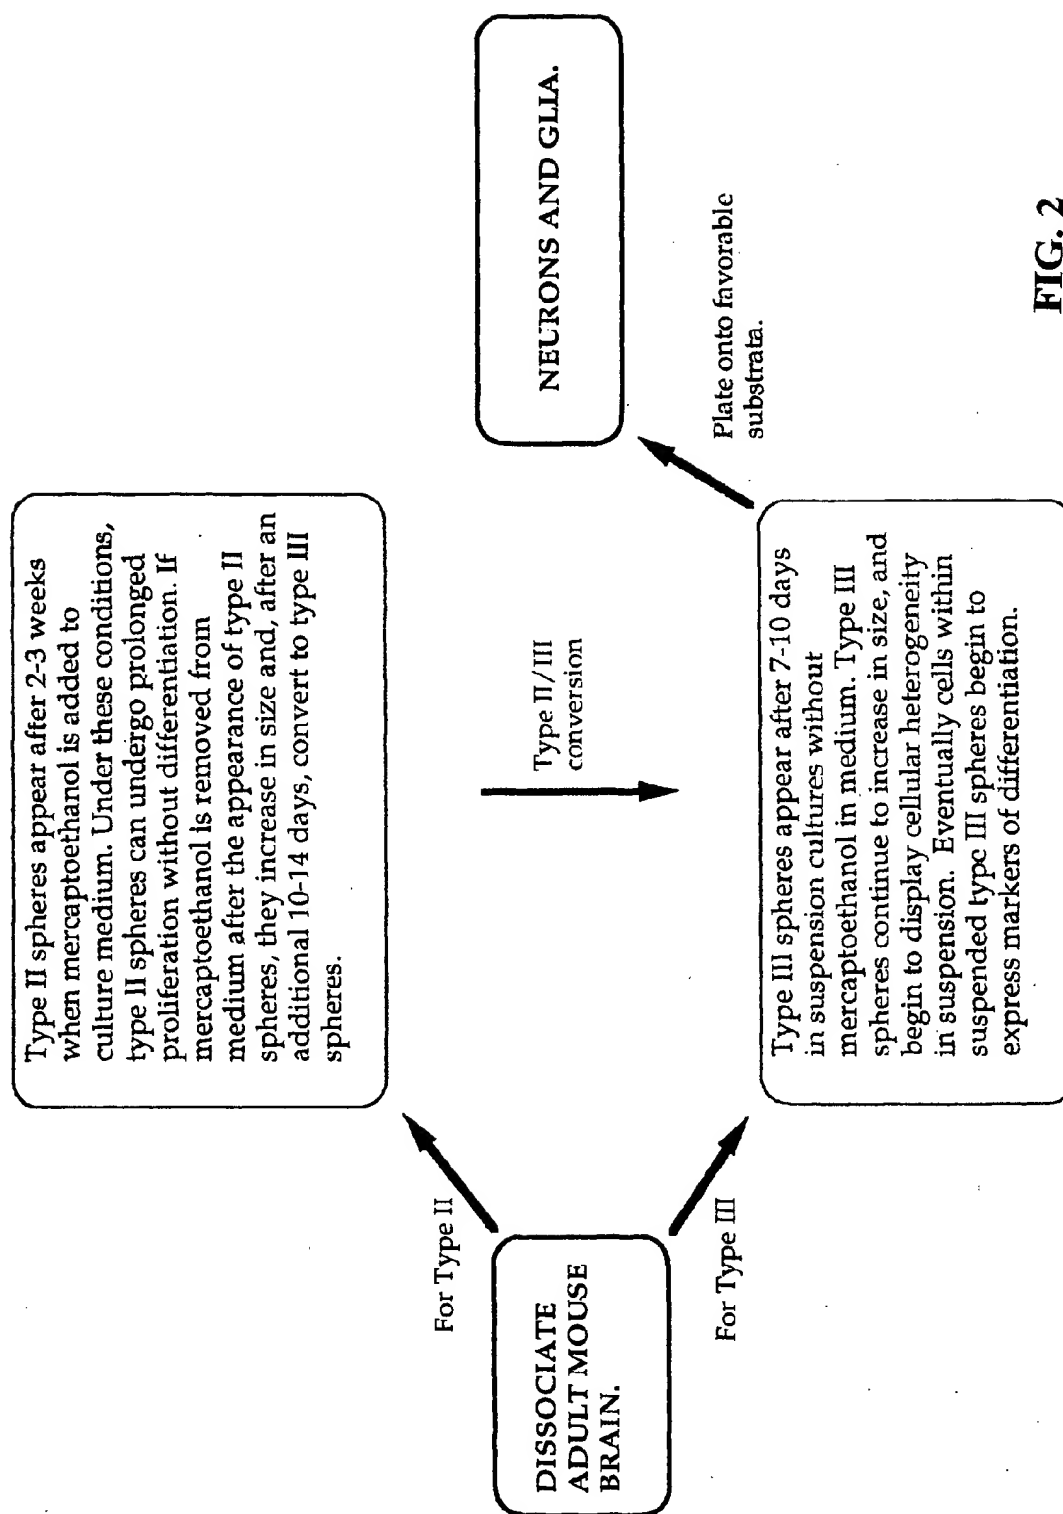 DISSOCIATE
ADULT MOUSE
BRAIN.
For Type II
For Type III
Type II spheres appear after 2-3 weeks
when mercaptoethanol is added to
culture medium. Under these conditions,
type II spheres can undergo prolonged
proliferation without differentiation. If
mercaptoethanol is removed from
medium after the appearance of type II
spheres, they increase in size and, after an
additional 10-14 days, convert to type III
spheres.
Type II/III
conversion
Type III spheres appear after 7-10 days
in suspension cultures without
mercaptoethanol in medium. Type III
spheres continue to increase in size, and
begin to display cellular heterogeneity
in suspension. Eventually cells within
suspended type III spheres begin to
express markers of differentiation.
Plate onto favorable
substrata.
NEURONS AND GLIA.
FIG. 2